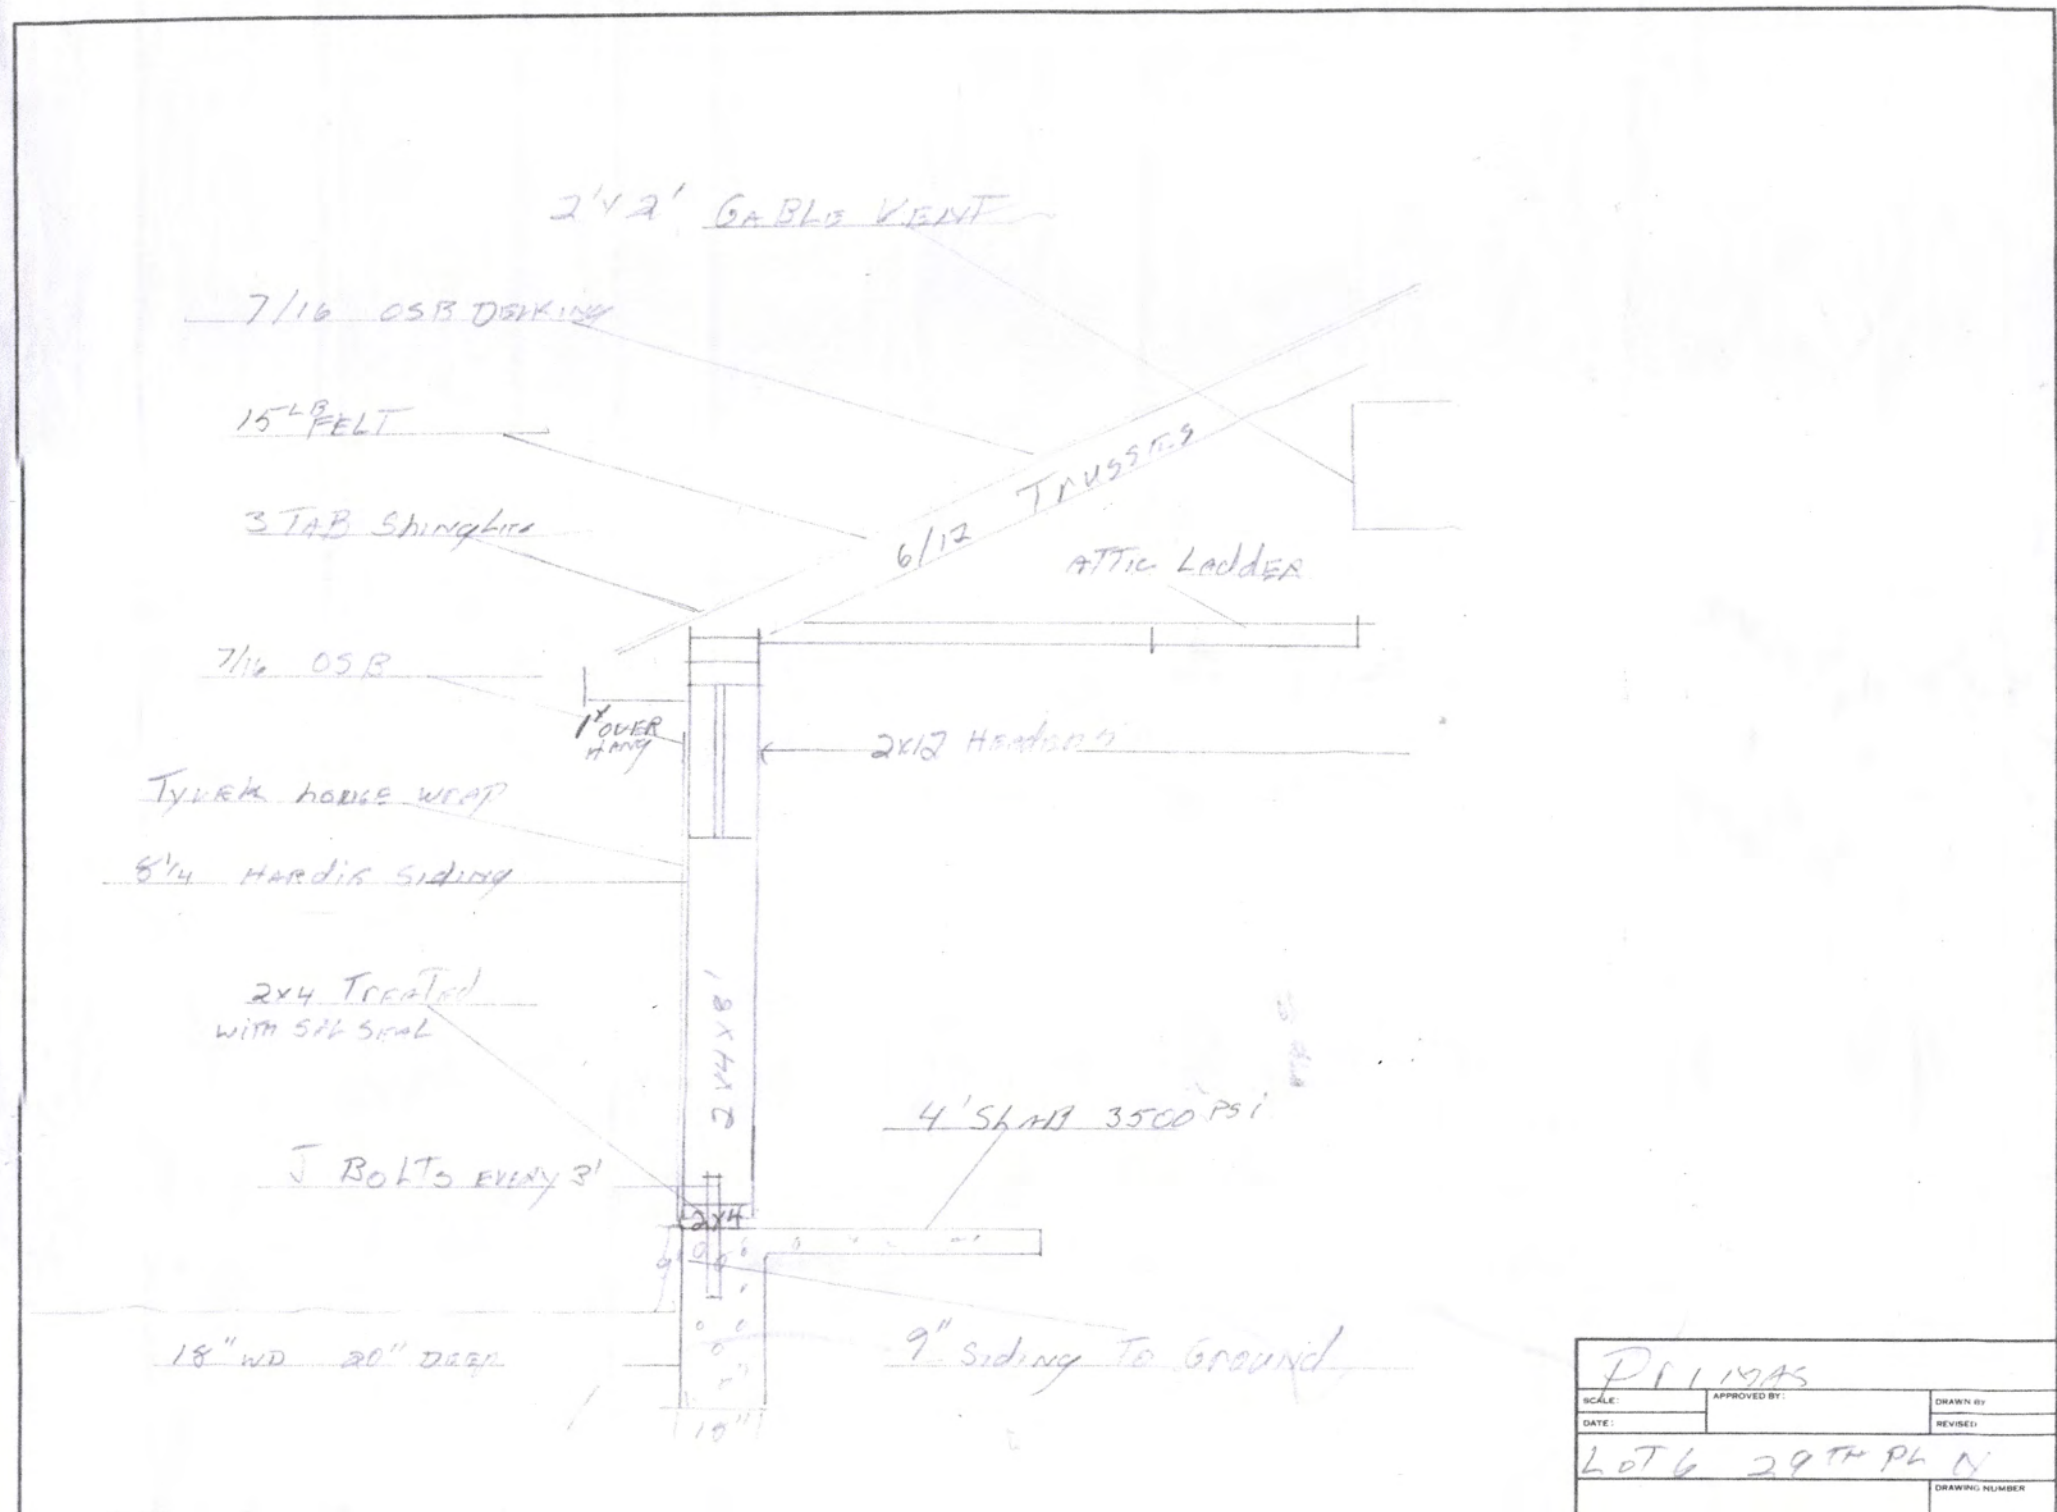 2'x2' GABLE VENT
7/16 OSB DECKING
15 LB FELT
3 TAB Shingles
Trusses
6/12
ATTic LaddER
7/16 OSB
1' OVER
HANG
2x12 Headers
Tyvek house wrap
8 1/4 HARdie Siding
2x4x8'
2x4 TreaTed
with Sill Seal
4' SLAB 3500 PSi
J BOLTS EVERY 3'
2x4
9"
18" WD 20" DEEP
9" Siding To Ground
18"
SCALE:
APPROVED BY:
DRAWN BY
DATE:
REVISED
LOT 6 29TH PL N
DRAWING NUMBER